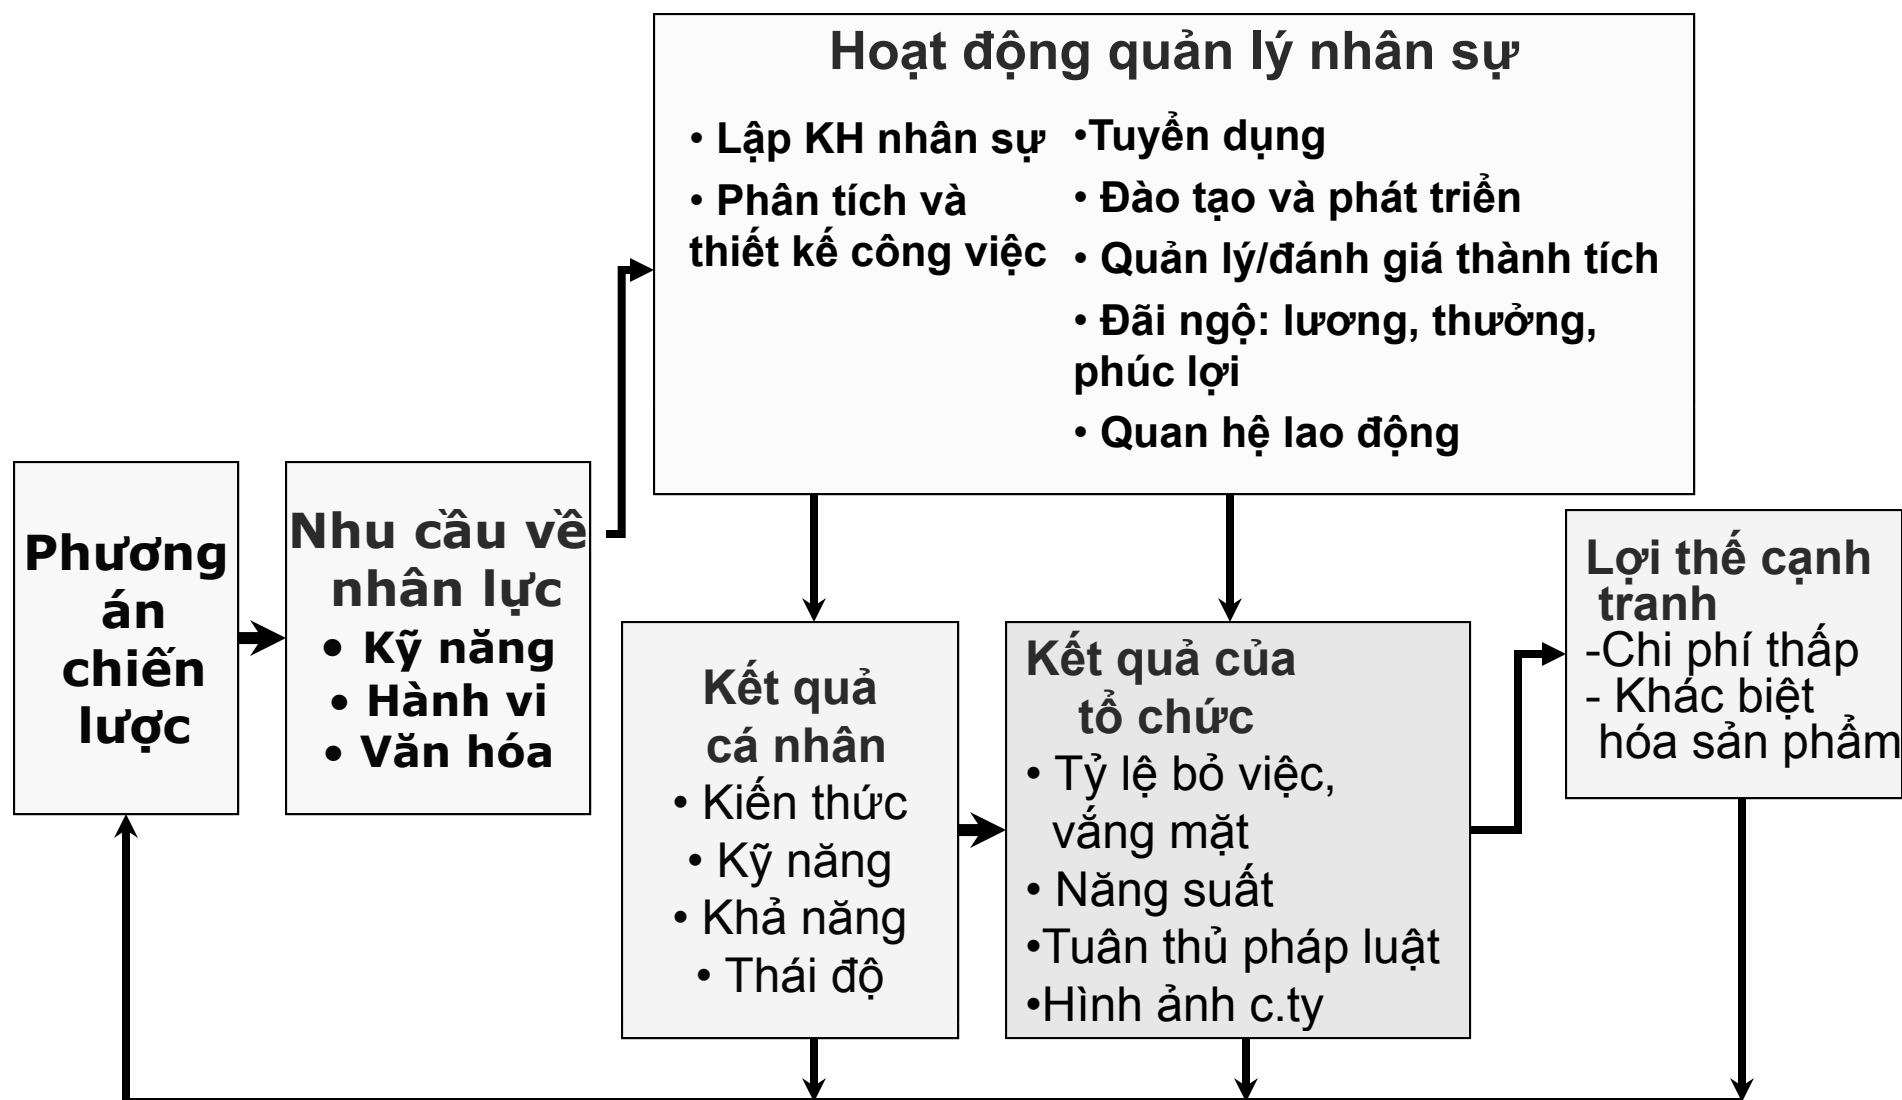 Hoạt động quản lý nhân sự
• Lập KH nhân sự
• Phân tích và
thiết kế công việc
•Tuyển dụng
• Đào tạo và phát triển
• Quản lý/đánh giá thành tích
• Đãi ngộ: lương, thưởng,
phúc lợi
• Quan hệ lao động
Phương
án
chiến
lược
Nhu cầu về
nhân lực
• Kỹ năng
• Hành vi
• Văn hóa
Kết quả
cá nhân
• Kiến thức
• Kỹ năng
• Khả năng
• Thái độ
Kết quả của
tổ chức
• Tỷ lệ bỏ việc,
vắng mặt
• Năng suất
•Tuân thủ pháp luật
•Hình ảnh c.ty
Lợi thế cạnh
tranh
-Chi phí thấp
- Khác biệt
hóa sản phẩm